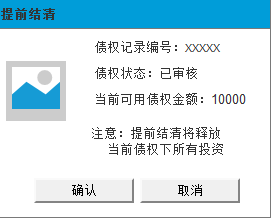 提前结清
债权记录编号：xxxxx
债权状态：已审核
当前可用债权金额：10000
注意：提前结清将释放
当前债权下所有投资
确认
取消